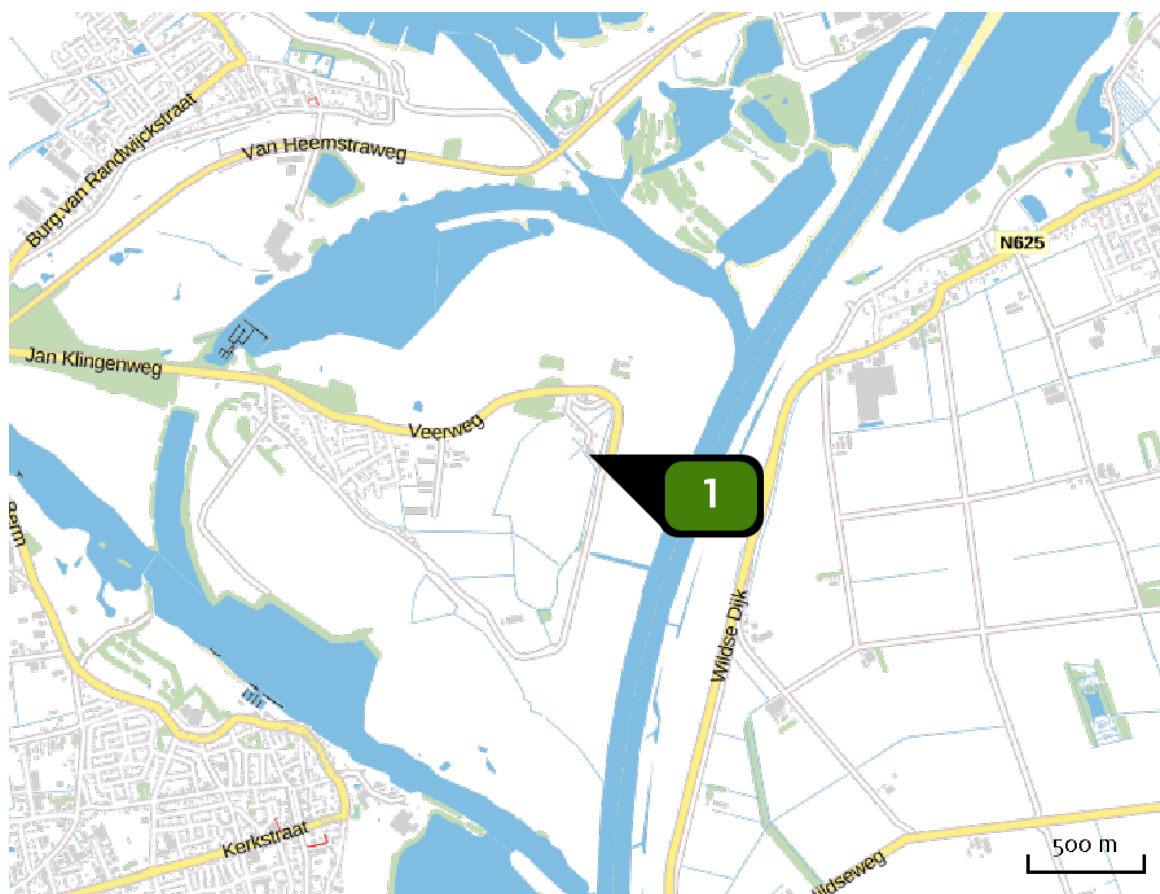 Burg van Randwijckstraat
Van Heemstraweg
N625
Jan Klingenweg
Veerweg
1
Wildse Dijk
Kerkstraat
500 m